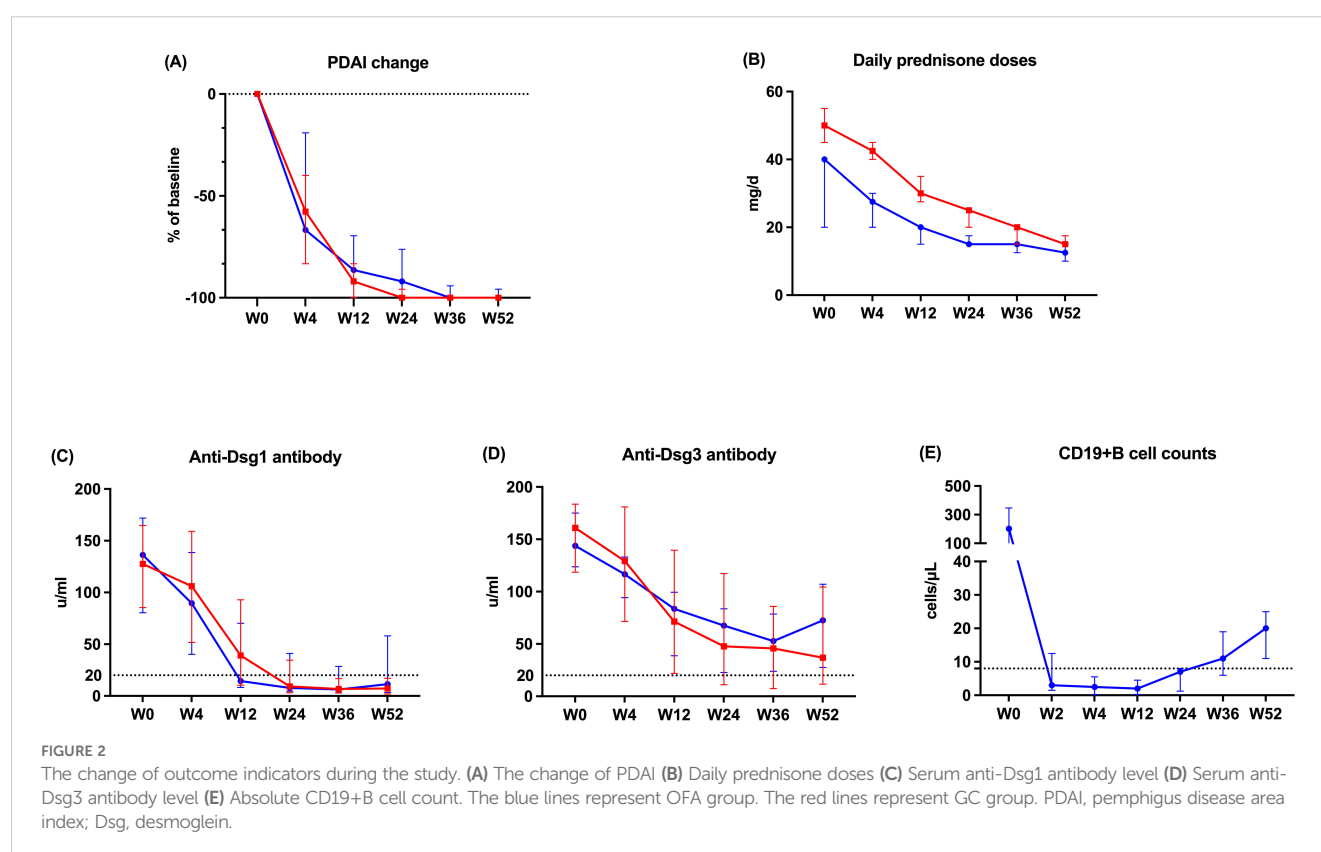 (A)
PDAI change
% of baseline
0
-50
-100
W0 W4 W12 W24 W36 W52
(B)
Daily prednisone doses
mg/d
60
40
20
0
W0 W4 W12 W24 W36 W52
(C)
Anti-Dsg1 antibody
u/ml
200
150
100
50
20
0
W0 W4 W12 W24 W36 W52
(D)
Anti-Dsg3 antibody
u/ml
200
150
100
50
20
0
W0 W4 W12 W24 W36 W52
(E)
CD19+B cell counts
cells/μL
500
300
100
40
30
20
10
0
W0 W2 W4 W12 W24 W36 W52
FIGURE 2
The change of outcome indicators during the study. (A) The change of PDAI (B) Daily prednisone doses (C) Serum anti-Dsg1 antibody level (D) Serum anti-
Dsg3 antibody level (E) Absolute CD19+B cell count. The blue lines represent OFA group. The red lines represent GC group. PDAI, pemphigus disease area
index; Dsg, desmoglein.